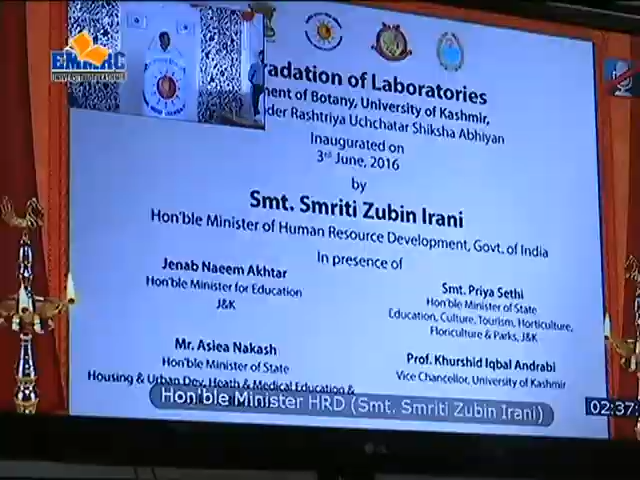 EMMRC
UNIVERSITY OF KASHMIR
radation of Laboratories
ment of Botany, University of Kashmir,
der Rashtriya Uchchatar Shiksha Abhiyan
Inaugurated on
3rd June, 2016
by
Smt. Smriti Zubin Irani
Hon'ble Minister of Human Resource Development, Govt. of India
In presence of
Jenab Naeem Akhtar
Hon'ble Minister for Education
J&K
Smt. Priya Sethi
Hon'ble Minister of State
Education, Culture, Tourism, Horticulture,
Floriculture & Parks, J&K
Mr. Asiea Nakash
Hon'ble Minister of State
Housing & Urban Dev, Heath & Medical Education &
Prof. Khurshid Iqbal Andrabi
Vice Chancellor, University of Kashmir
Hon'ble Minister HRD (Smt. Smriti Zubin Irani)
02:37:
LG